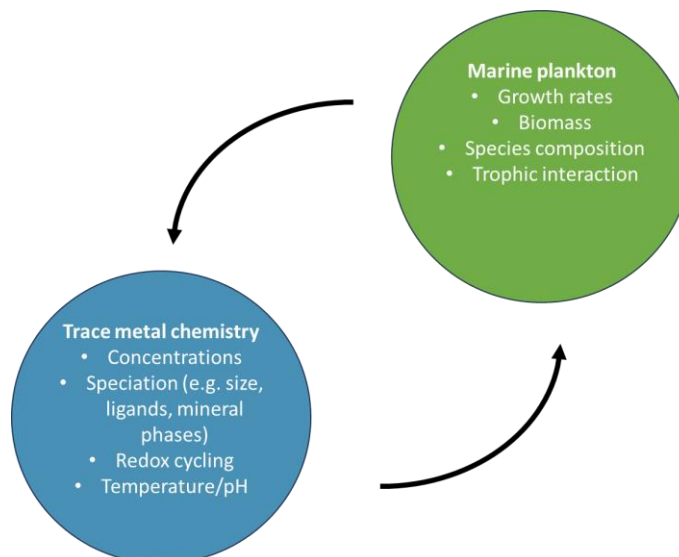 Marine plankton
• Growth rates
• Biomass
• Species composition
• Trophic interaction
Trace metal chemistry
• Concentrations
• Speciation (e.g. size,
ligands, mineral
phases)
• Redox cycling
• Temperature/pH